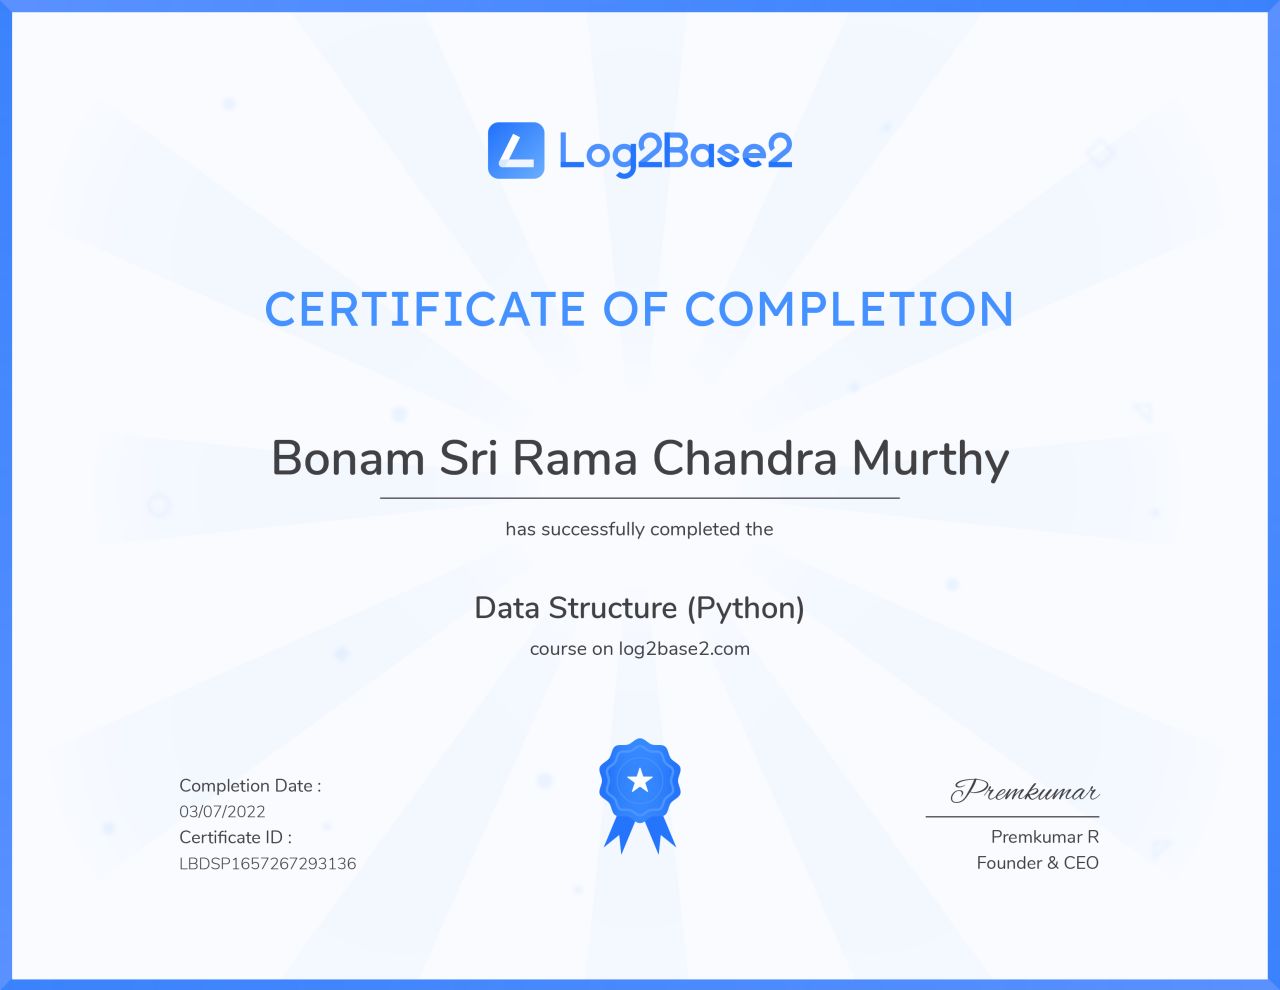 Log2Base2
CERTIFICATE OF COMPLETION
Bonam Sri Rama Chandra Murthy
has successfully completed the
Data Structure (Python)
course on log2base2.com
Completion Date :
03/07/2022
Certificate ID :
LBDSP1657267293136
Premkumar
Premkumar R
Founder & CEO